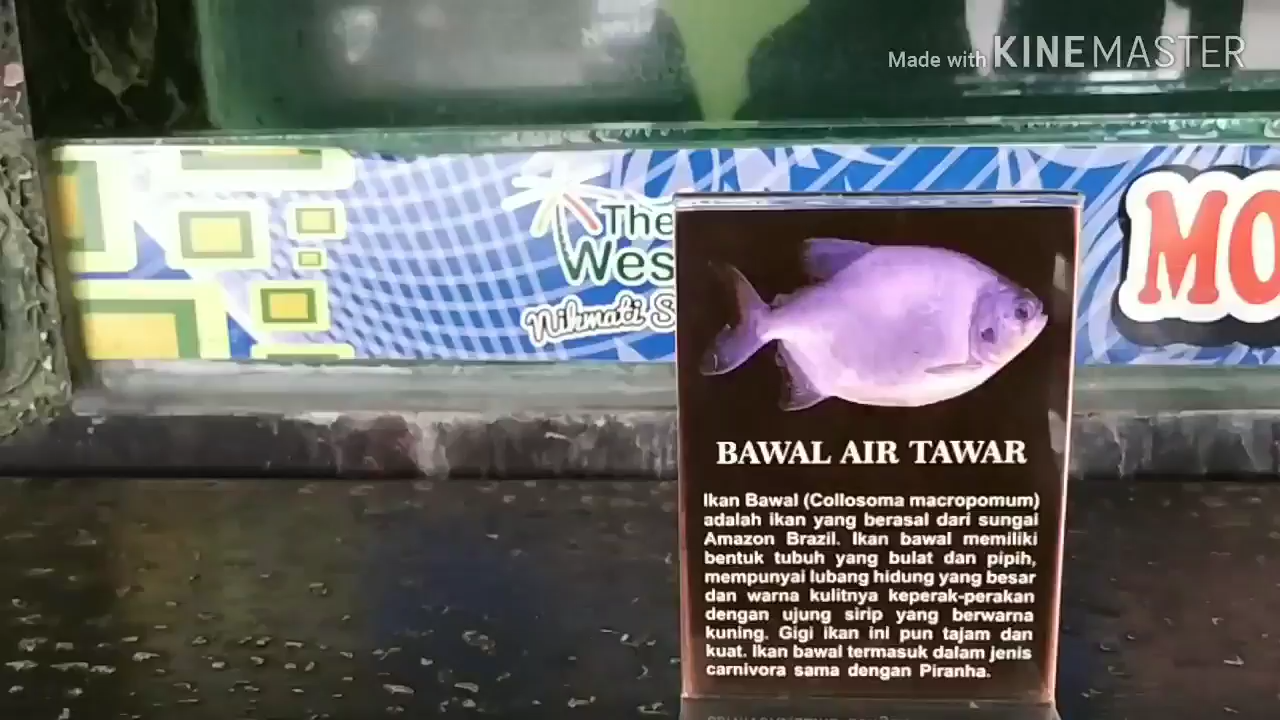 Made with KINEMASTER
The
Wes
Nikmati S
MO
BAWAL AIR TAWAR
Ikan Bawal (Collosoma macropomum)
adalah ikan yang berasal dari sungai
Amazon Brazil. Ikan bawal memiliki
bentuk tubuh yang bulat dan pipih,
mempunyai lubang hidung yang besar
dan warna kulitnya keperak-perakan
dengan ujung sirip yang berwarna
kuning. Gigi ikan ini pun tajam dan
kuat. Ikan bawal termasuk dalam jenis
carnivora sama dengan Piranha.